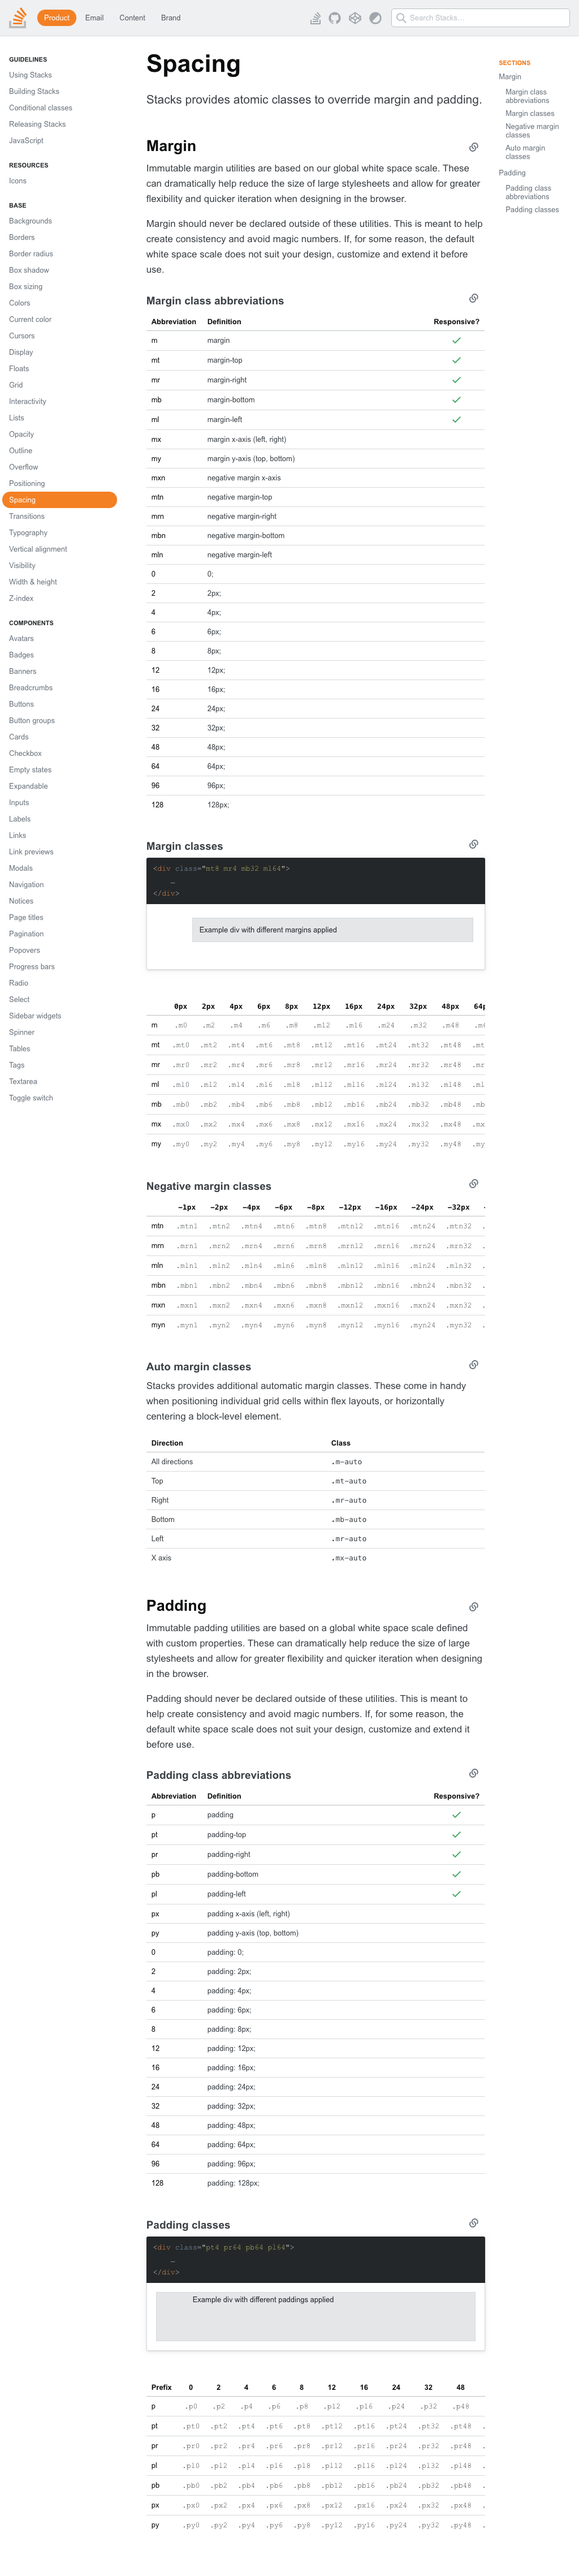 Product Email Content Brand Search Stacks…
GUIDELINES
Using Stacks
Building Stacks
Conditional classes
Releasing Stacks
JavaScript
RESOURCES
Icons
BASE
Backgrounds
Borders
Border radius
Box shadow
Box sizing
Colors
Current color
Cursors
Display
Floats
Grid
Interactivity
Lists
Opacity
Outline
Overflow
Positioning
Spacing
Transitions
Typography
Vertical alignment
Visibility
Width & height
Z-index
COMPONENTS
Avatars
Badges
Banners
Breadcrumbs
Buttons
Button groups
Cards
Checkbox
Empty states
Expandable
Inputs
Labels
Links
Link previews
Modals
Navigation
Notices
Page titles
Pagination
Popovers
Progress bars
Radio
Select
Sidebar widgets
Spinner
Tables
Tags
Textarea
Toggle switch
Spacing
Stacks provides atomic classes to override margin and padding.
Margin
Immutable margin utilities are based on our global white space scale. These
can dramatically help reduce the size of large stylesheets and allow for greater
flexibility and quicker iteration when designing in the browser.
Margin should never be declared outside of these utilities. This is meant to help
create consistency and avoid magic numbers. If, for some reason, the default
white space scale does not suit your design, customize and extend it before
use.
Margin class abbreviations
Abbreviation Definition Responsive?
m margin
mt margin-top
mr margin-right
mb margin-bottom
ml margin-left
mx margin x-axis (left, right)
my margin y-axis (top, bottom)
mxn negative margin x-axis
mtn negative margin-top
mrn negative margin-right
mbn negative margin-bottom
mln negative margin-left
0 0;
2 2px;
4 4px;
6 6px;
8 8px;
12 12px;
16 16px;
24 24px;
32 32px;
48 48px;
64 64px;
96 96px;
128 128px;
Margin classes
<div class="mt8 mr4 mb32 ml64">
…
</div>
Example div with different margins applied
0px 2px 4px 6px 8px 12px 16px 24px 32px 48px 64p
m .m0 .m2 .m4 .m6 .m8 .m12 .m16 .m24 .m32 .m48 .m6
mt .mt0 .mt2 .mt4 .mt6 .mt8 .mt12 .mt16 .mt24 .mt32 .mt48 .mt
mr .mr0 .mr2 .mr4 .mr6 .mr8 .mr12 .mr16 .mr24 .mr32 .mr48 .mr
ml .ml0 .ml2 .ml4 .ml6 .ml8 .ml12 .ml16 .ml24 .ml32 .ml48 .ml
mb .mb0 .mb2 .mb4 .mb6 .mb8 .mb12 .mb16 .mb24 .mb32 .mb48 .mb
mx .mx0 .mx2 .mx4 .mx6 .mx8 .mx12 .mx16 .mx24 .mx32 .mx48 .mx
my .my0 .my2 .my4 .my6 .my8 .my12 .my16 .my24 .my32 .my48 .my
Negative margin classes
−1px −2px −4px −6px −8px −12px −16px −24px −32px
mtn .mtn1 .mtn2 .mtn4 .mtn6 .mtn8 .mtn12 .mtn16 .mtn24 .mtn32 .
mrn .mrn1 .mrn2 .mrn4 .mrn6 .mrn8 .mrn12 .mrn16 .mrn24 .mrn32 .
mln .mln1 .mln2 .mln4 .mln6 .mln8 .mln12 .mln16 .mln24 .mln32 .
mbn .mbn1 .mbn2 .mbn4 .mbn6 .mbn8 .mbn12 .mbn16 .mbn24 .mbn32 .
mxn .mxn1 .mxn2 .mxn4 .mxn6 .mxn8 .mxn12 .mxn16 .mxn24 .mxn32 .
myn .myn1 .myn2 .myn4 .myn6 .myn8 .myn12 .myn16 .myn24 .myn32 .
Auto margin classes
Stacks provides additional automatic margin classes. These come in handy
when positioning individual grid cells within flex layouts, or horizontally
centering a block-level element.
Direction Class
All directions .m-auto
Top .mt-auto
Right .mr-auto
Bottom .mb-auto
Left .mr-auto
X axis .mx-auto
Padding
Immutable padding utilities are based on a global white space scale defined
with custom properties. These can dramatically help reduce the size of large
stylesheets and allow for greater flexibility and quicker iteration when designing
in the browser.
Padding should never be declared outside of these utilities. This is meant to
help create consistency and avoid magic numbers. If, for some reason, the
default white space scale does not suit your design, customize and extend it
before use.
Padding class abbreviations
Abbreviation Definition Responsive?
p padding
pt padding-top
pr padding-right
pb padding-bottom
pl padding-left
px padding x-axis (left, right)
py padding y-axis (top, bottom)
0 padding: 0;
2 padding: 2px;
4 padding: 4px;
6 padding: 6px;
8 padding: 8px;
12 padding: 12px;
16 padding: 16px;
24 padding: 24px;
32 padding: 32px;
48 padding: 48px;
64 padding: 64px;
96 padding: 96px;
128 padding: 128px;
Padding classes
<div class="pt4 pr64 pb64 pl64">
…
</div>
Example div with different paddings applied
Prefix 0 2 4 6 8 12 16 24 32 48
p .p0 .p2 .p4 .p6 .p8 .p12 .p16 .p24 .p32 .p48
pt .pt0 .pt2 .pt4 .pt6 .pt8 .pt12 .pt16 .pt24 .pt32 .pt48 .
pr .pr0 .pr2 .pr4 .pr6 .pr8 .pr12 .pr16 .pr24 .pr32 .pr48 .
pl .pl0 .pl2 .pl4 .pl6 .pl8 .pl12 .pl16 .pl24 .pl32 .pl48 .
pb .pb0 .pb2 .pb4 .pb6 .pb8 .pb12 .pb16 .pb24 .pb32 .pb48 .
px .px0 .px2 .px4 .px6 .px8 .px12 .px16 .px24 .px32 .px48 .
py .py0 .py2 .py4 .py6 .py8 .py12 .py16 .py24 .py32 .py48 .
SECTIONS
Margin
Margin class
abbreviations
Margin classes
Negative margin
classes
Auto margin
classes
Padding
Padding class
abbreviations
Padding classes